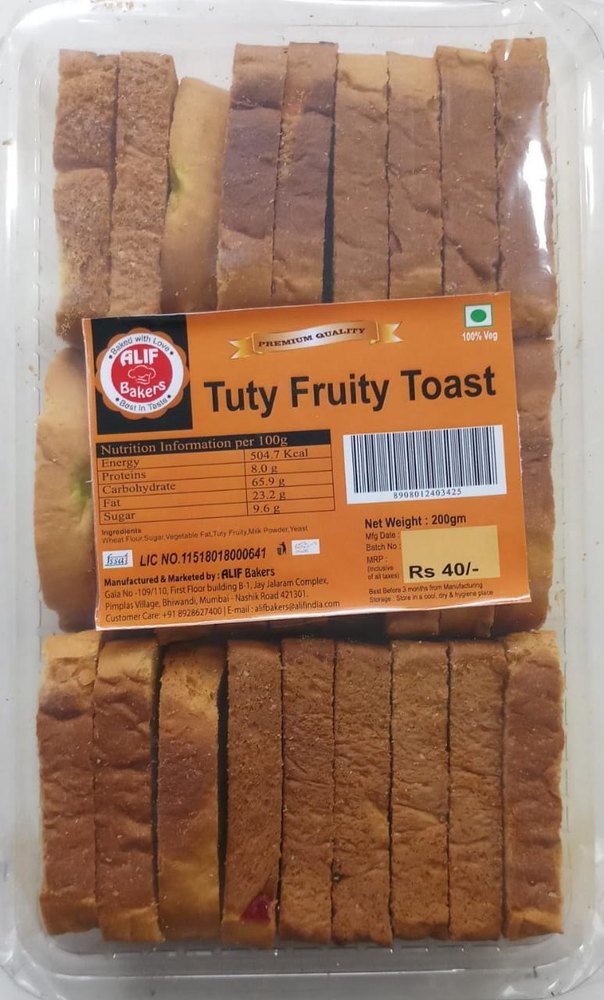 Baked with Love
ALIF
Bakers
Best in Taste
PREMIUM QUALITY
100% Veg
Tuty Fruity Toast
Nutrition Information per 100g
Energy 504.7 Kcal
Proteins 8.0 g
Carbohydrate 65.9 g
Fat 23.2 g
Sugar 9.6 g
8908012403425
Ingredients
Wheat Flour,Sugar,Vegetable Fat,Tuty Fruity,Milk Powder,Yeast
fssai LIC NO.11518018000641
Manufactured & Marketed by : ALIF Bakers
Gala No -109/110, First Floor building B-1, Jay Jalaram Complex,
Pimplas Village, Bhiwandi, Mumbai - Nashik Road 421301.
Customer Care: +91 8928627400 | E-mail : alifbakers@alifindia.com
Net Weight : 200gm
Mfg Date :
Batch No :
MRP :
(Inclusive
of all taxes)
Rs 40/-
Best Before 3 months from Manufacturing
Storage : Store in a cool, dry & hygiene place